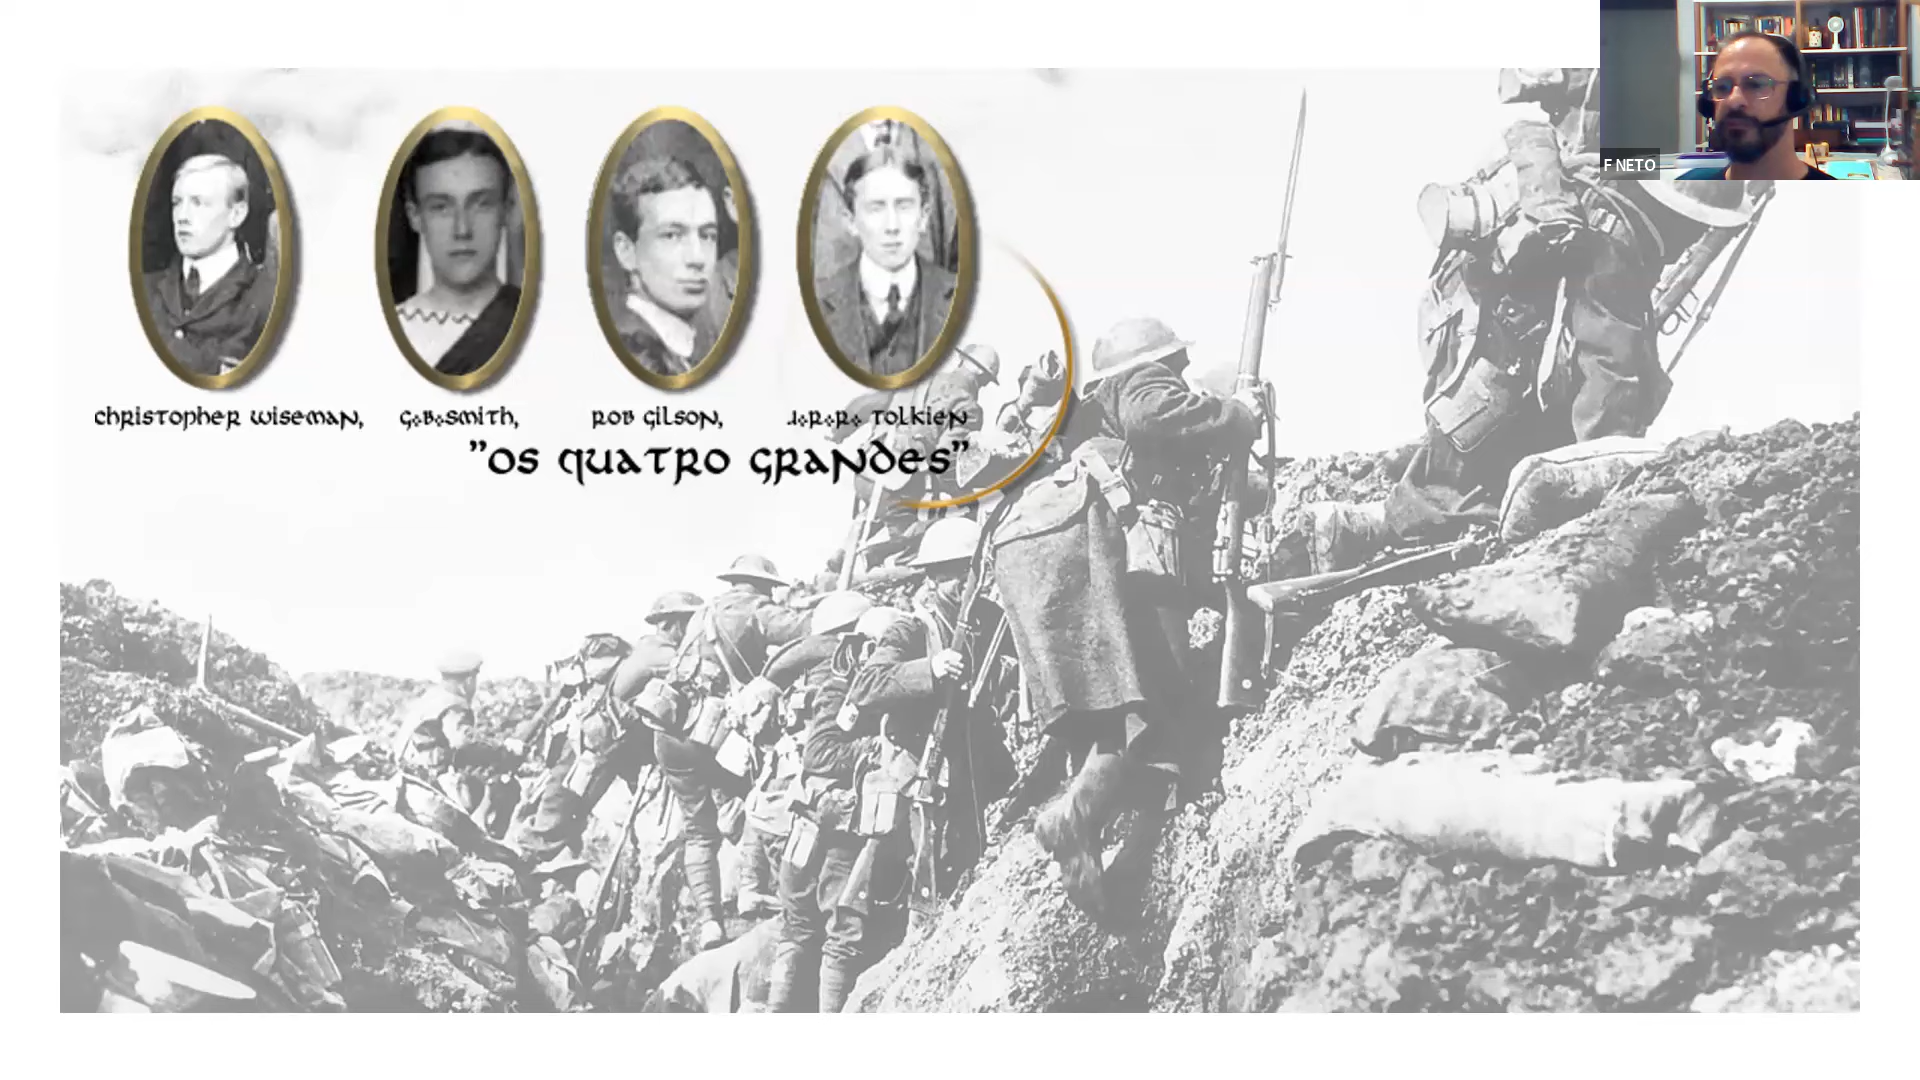 F NETO
Christopher Wiseman, G.B.Smith, Rob Gilson, J.R.R. Tolkien
"Os Quatro Grandes"